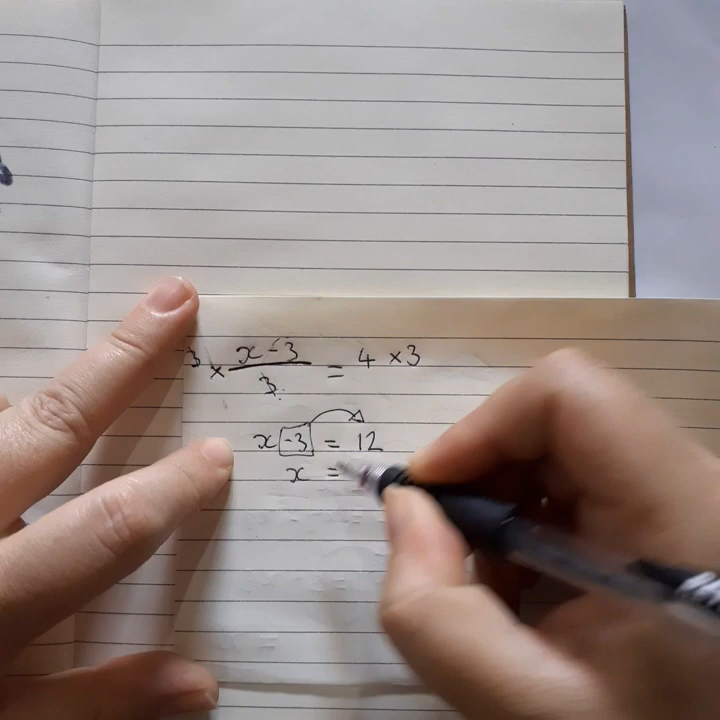 3 × x - 3 / 3 = 4 × 3
x - 3 = 12
x =